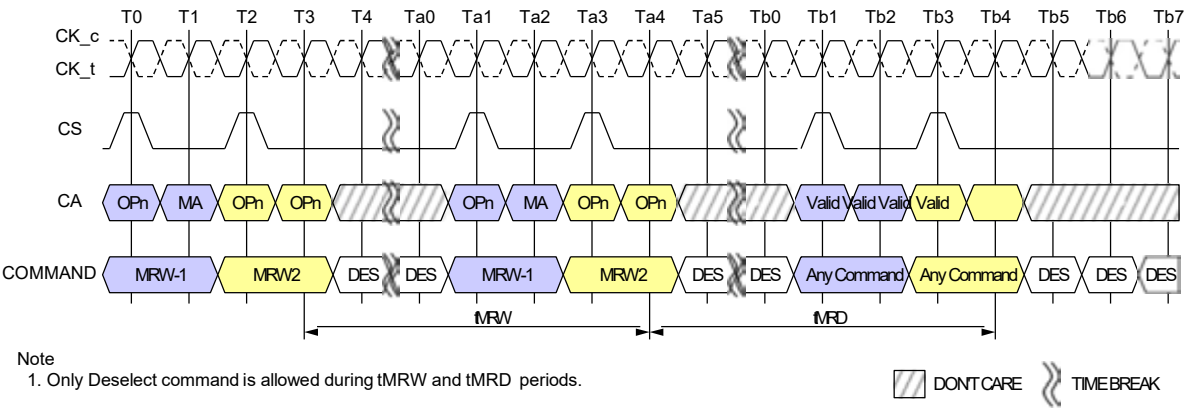 T0 T1 T2 T3 T4 Ta0 Ta1 Ta2 Ta3 Ta4 Ta5 Tb0 Tb1 Tb2 Tb3 Tb4 Tb5 Tb6 Tb7
CK_c
CK_t
CS
CA OPn MA OPn OPn OPn MA OPn OPn Valid Valid Valid Valid
COMMAND MRW-1 MRW2 DES DES MRW-1 MRW2 DES DES Any Command Any Command DES DES DES
tMRW tMRD
Note
1. Only Deselect command is allowed during tMRW and tMRD periods.
DON'T CARE TIME BREAK